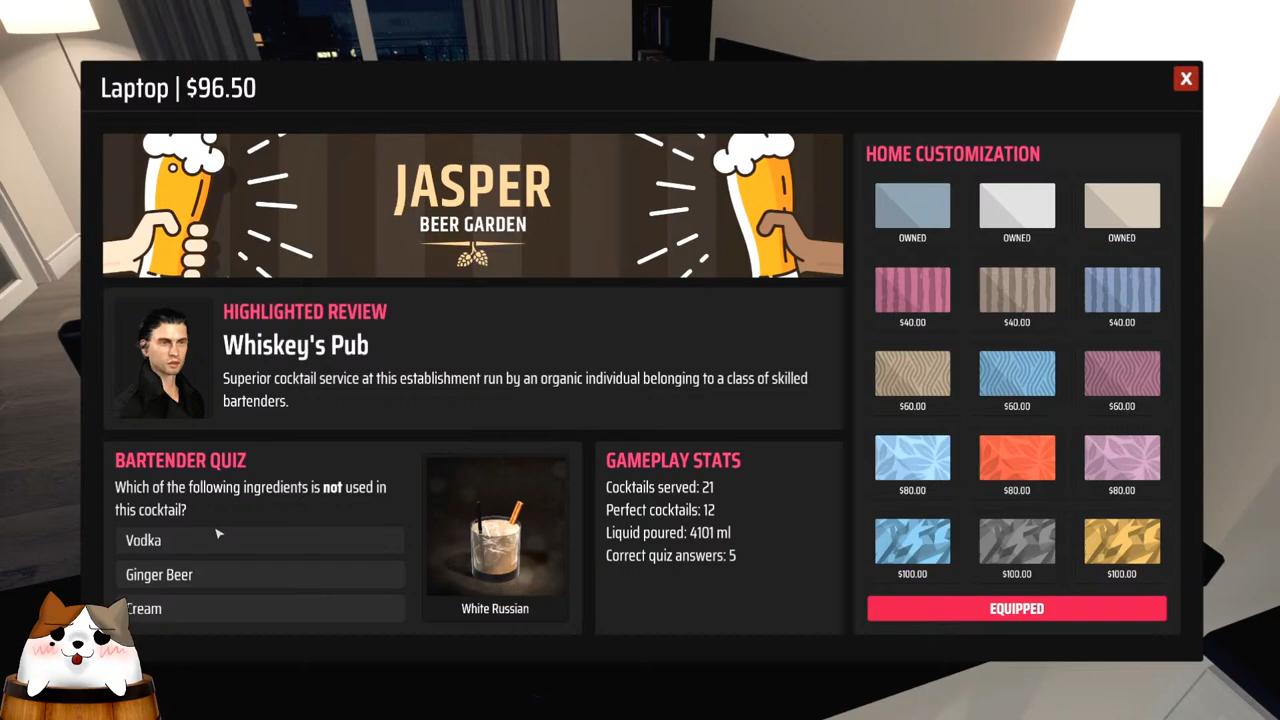 Laptop | $96.50
X
JASPER
BEER GARDEN
HIGHLIGHTED REVIEW
Whiskey's Pub
Superior cocktail service at this establishment run by an organic individual belonging to a class of skilled
bartenders.
BARTENDER QUIZ
Which of the following ingredients is not used in
this cocktail?
Vodka
Ginger Beer
Cream
White Russian
GAMEPLAY STATS
Cocktails served: 21
Perfect cocktails: 12
Liquid poured: 4101 ml
Correct quiz answers: 5
HOME CUSTOMIZATION
OWNED OWNED OWNED
$40.00 $40.00 $40.00
$60.00 $60.00 $60.00
$80.00 $80.00 $80.00
$100.00 $100.00 $100.00
EQUIPPED